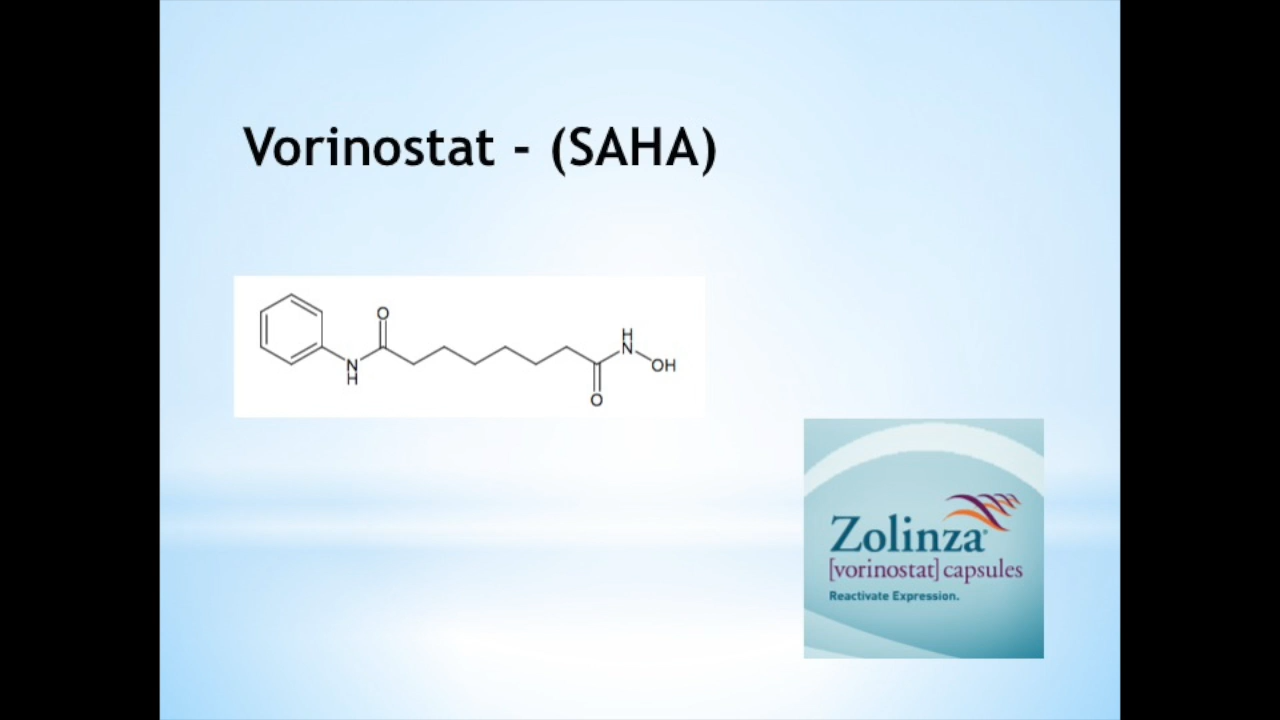 Vorinostat - (SAHA)
O
H
N
N
H
OH
O
Zolinza®
[vorinostat] capsules
Reactivate Expression.